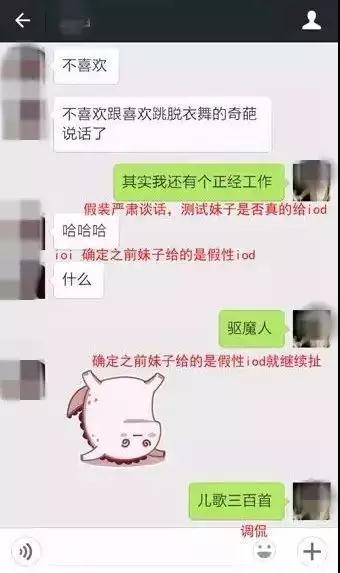 不喜欢
不喜欢跟喜欢跳脱衣舞的奇葩
说话了
其实我还有个正经工作
假装严肃谈话，测试妹子是否真的给iod
哈哈哈
ioi 确定之前妹子给的是假性iod
什么
驱魔人
确定之前妹子给的是假性iod就继续扯
儿歌三百首
调侃